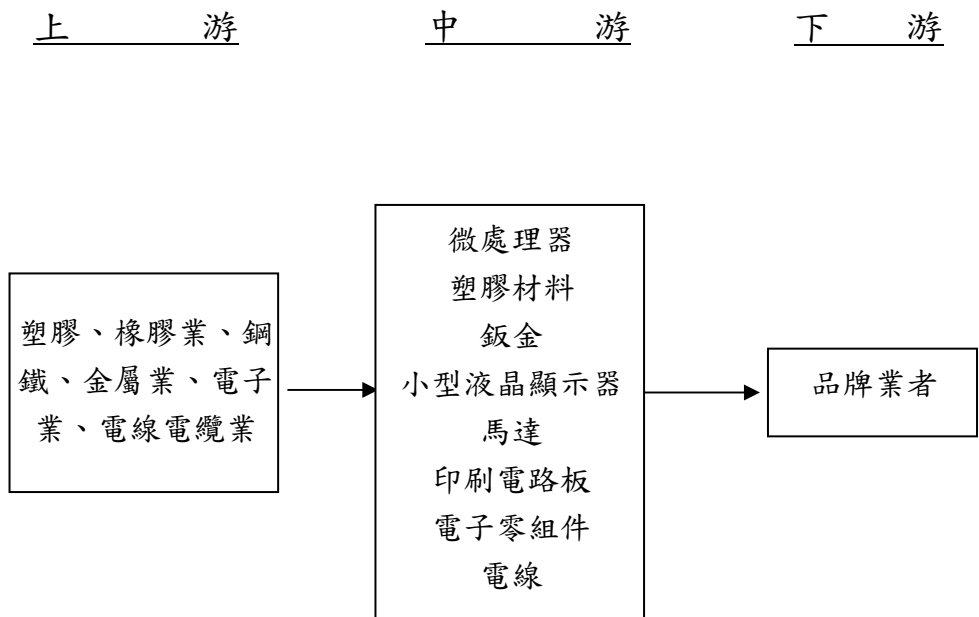 上游
中游
下游
塑膠、橡膠業、鋼
鐵、金屬業、電子
業、電線電纜業
微處理器
塑膠材料
鈑金
小型液晶顯示器
馬達
印刷電路板
電子零組件
電線
品牌業者